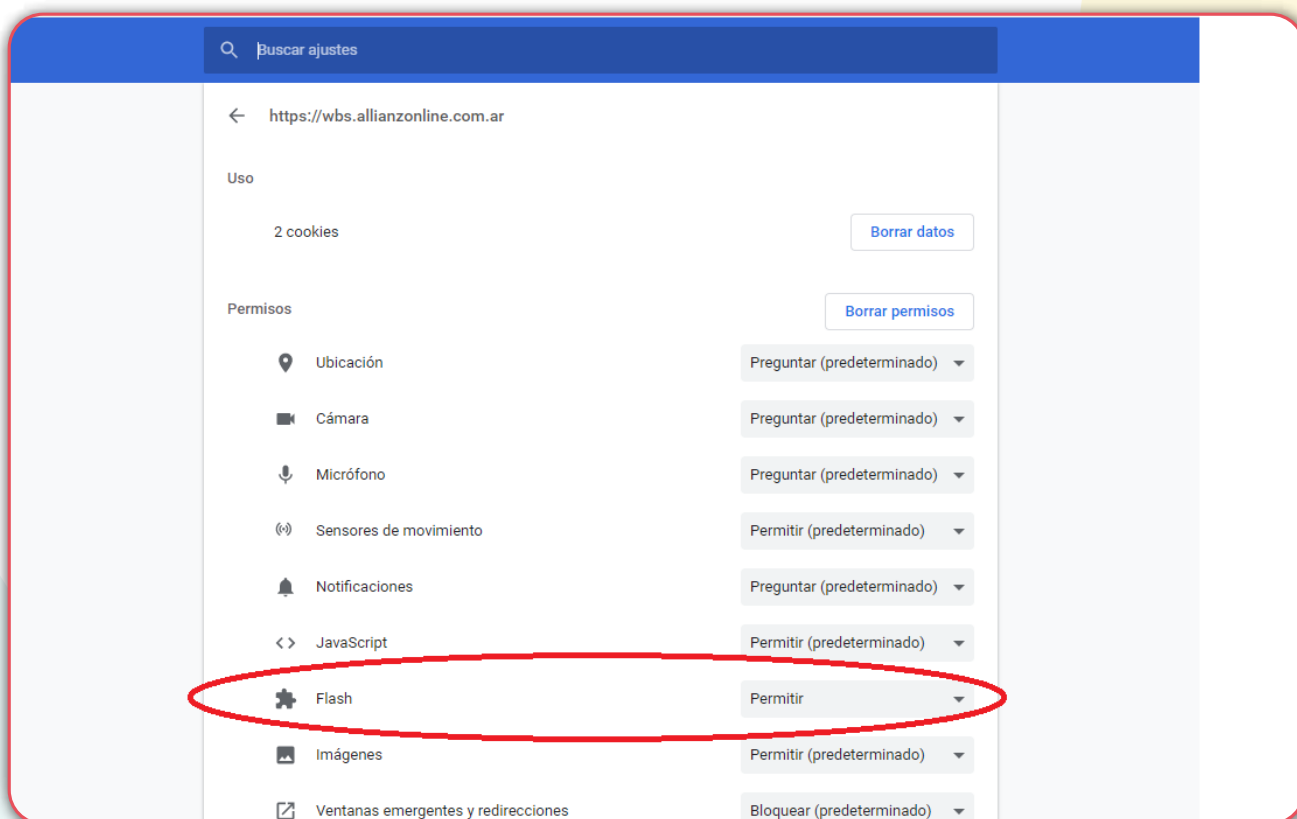 Buscar ajustes
https://wbs.allianzonline.com.ar
Uso
2 cookies Borrar datos
Permisos Borrar permisos
Ubicación Preguntar (predeterminado)
Cámara Preguntar (predeterminado)
Micrófono Preguntar (predeterminado)
Sensores de movimiento Permitir (predeterminado)
Notificaciones Preguntar (predeterminado)
JavaScript Permitir (predeterminado)
Flash Permitir
Imágenes Permitir (predeterminado)
Ventanas emergentes y redirecciones Bloquear (predeterminado)